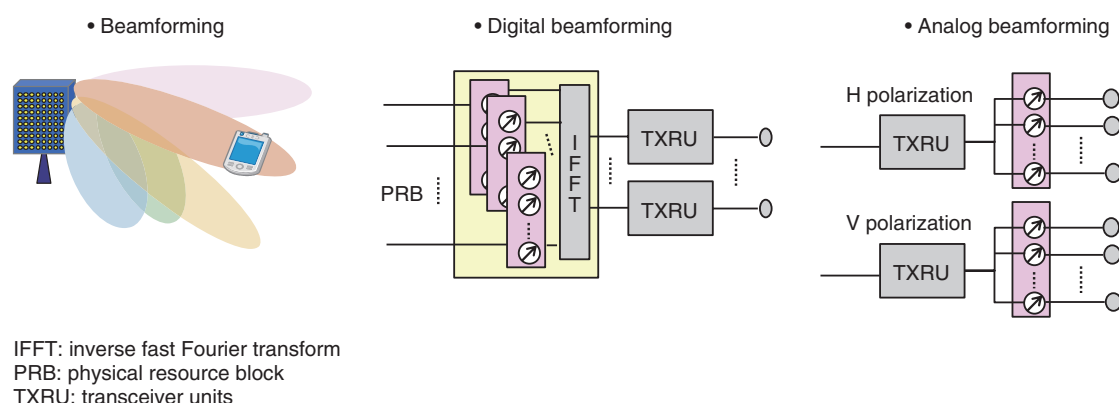 • Beamforming
• Digital beamforming
PRB
IFFT
TXRU
TXRU
• Analog beamforming
H polarization
TXRU
V polarization
TXRU
IFFT: inverse fast Fourier transform
PRB: physical resource block
TXRU: transceiver units